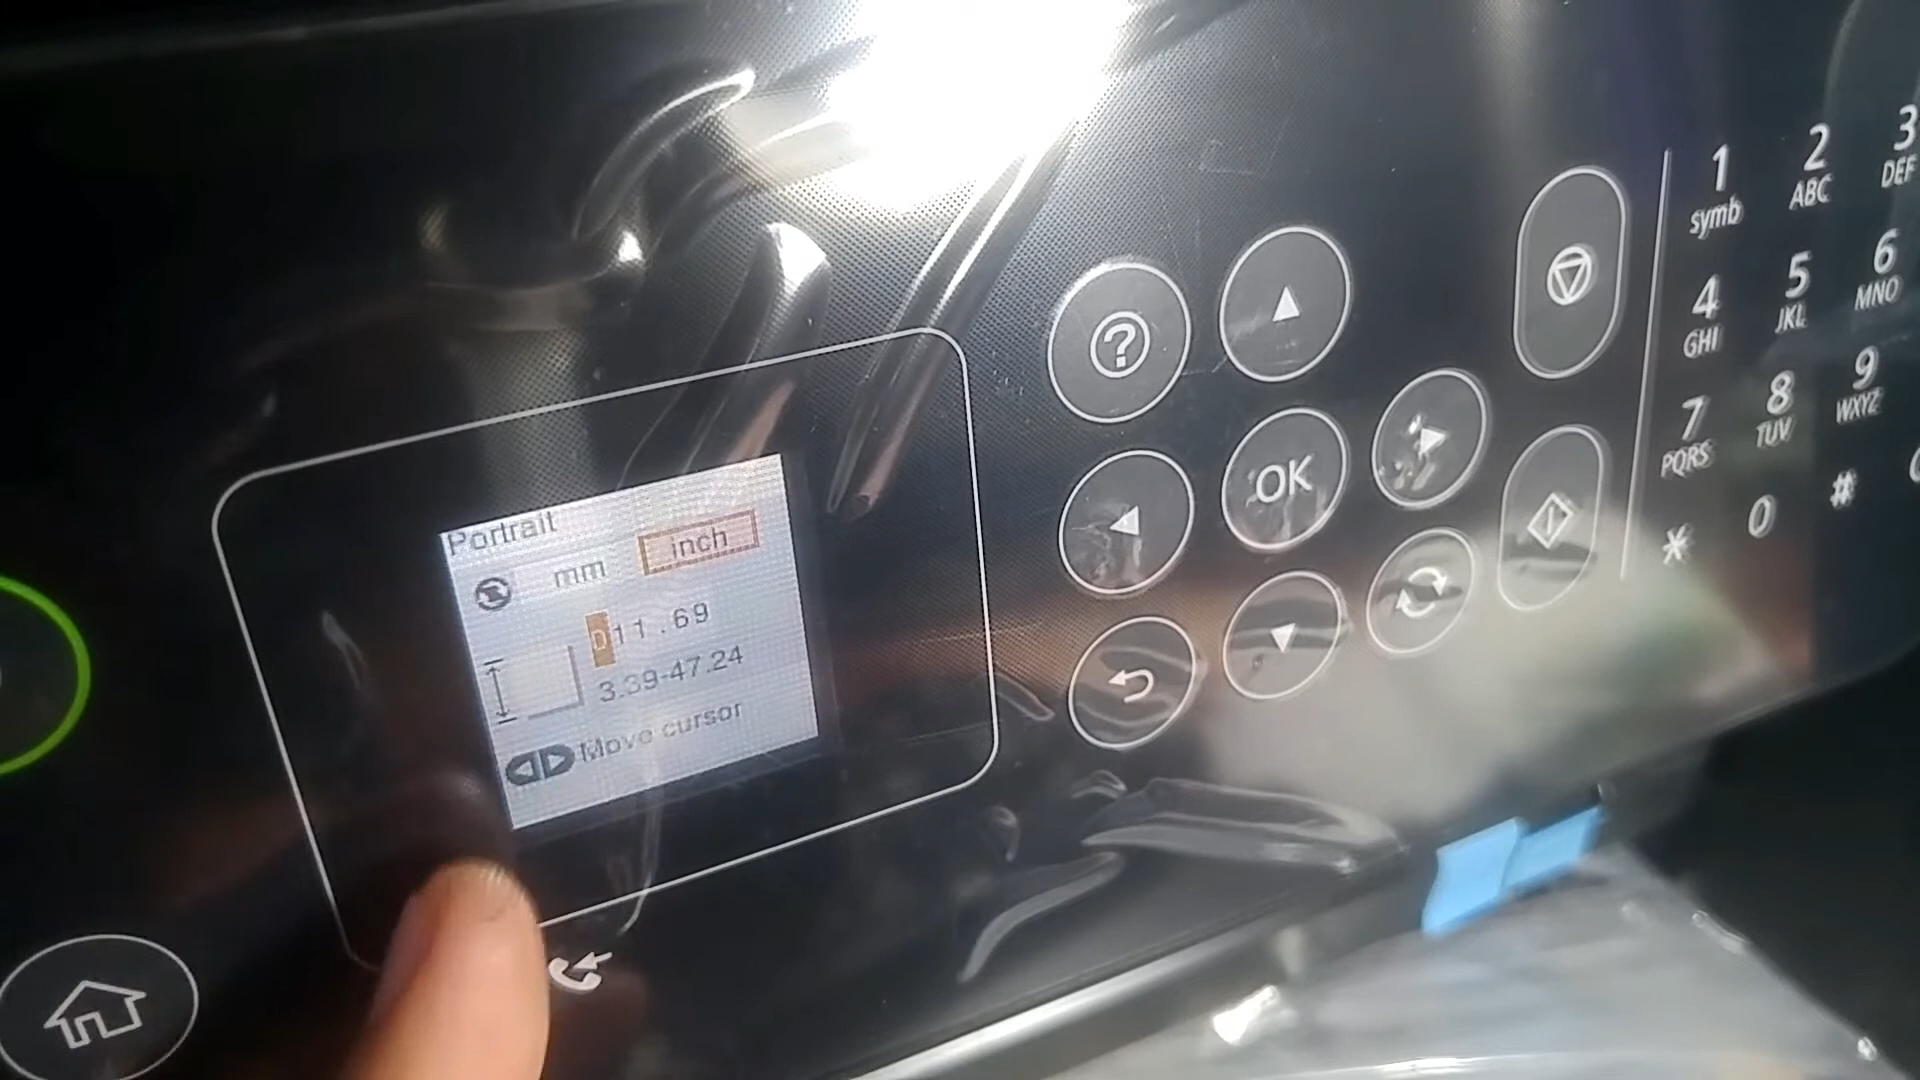 Portrait
mm inch
011.69
3.39-47.24
Move cursor
?
OK
1 2 3
symb ABC DEF
4 5 6
GHI JKL MNO
7 8 9
PQRS TUV WXYZ
* 0 #